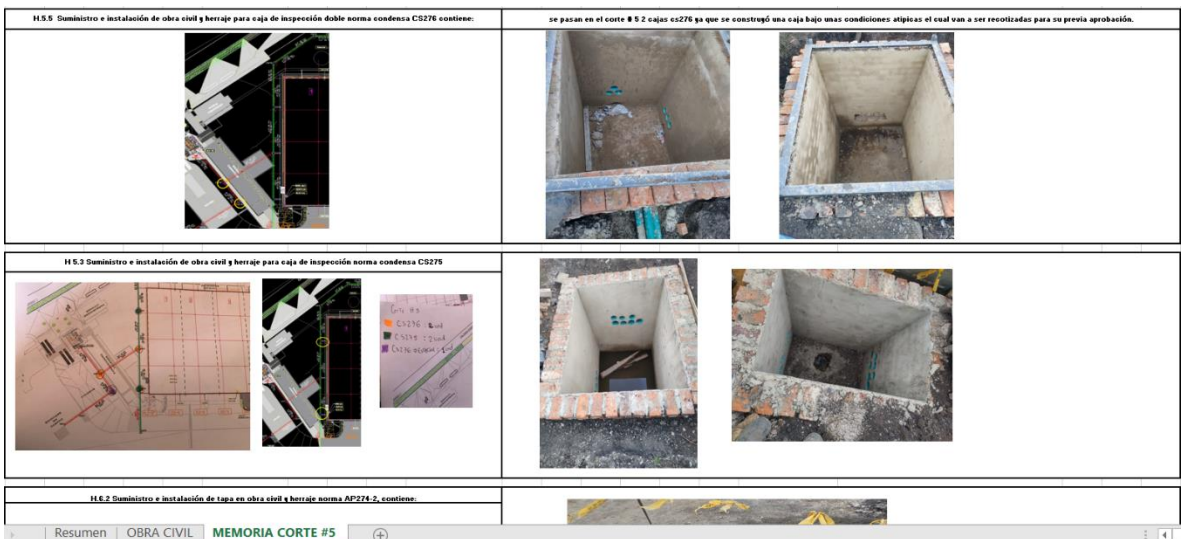 H.5.5 Suministro e instalación de obra civil y herraje para caja de inspección doble norma condensa CS276 contiene:
se pasan en el corte # 5 2 cajas cs276 ya que se construyó una caja bajo unas condiciones atipicas el cual van a ser recotizadas para su previa aprobación.
H 5.3 Suministro e instalación de obra civil y herraje para caja de inspección norma condensa CS275
CS276 : 2 und
CS275 : 2 und
H.6.2 Suministro e instalación de tapa en obra civil y herraje norma AP274-2, contiene:
Resumen
OBRA CIVIL
MEMORIA CORTE #5